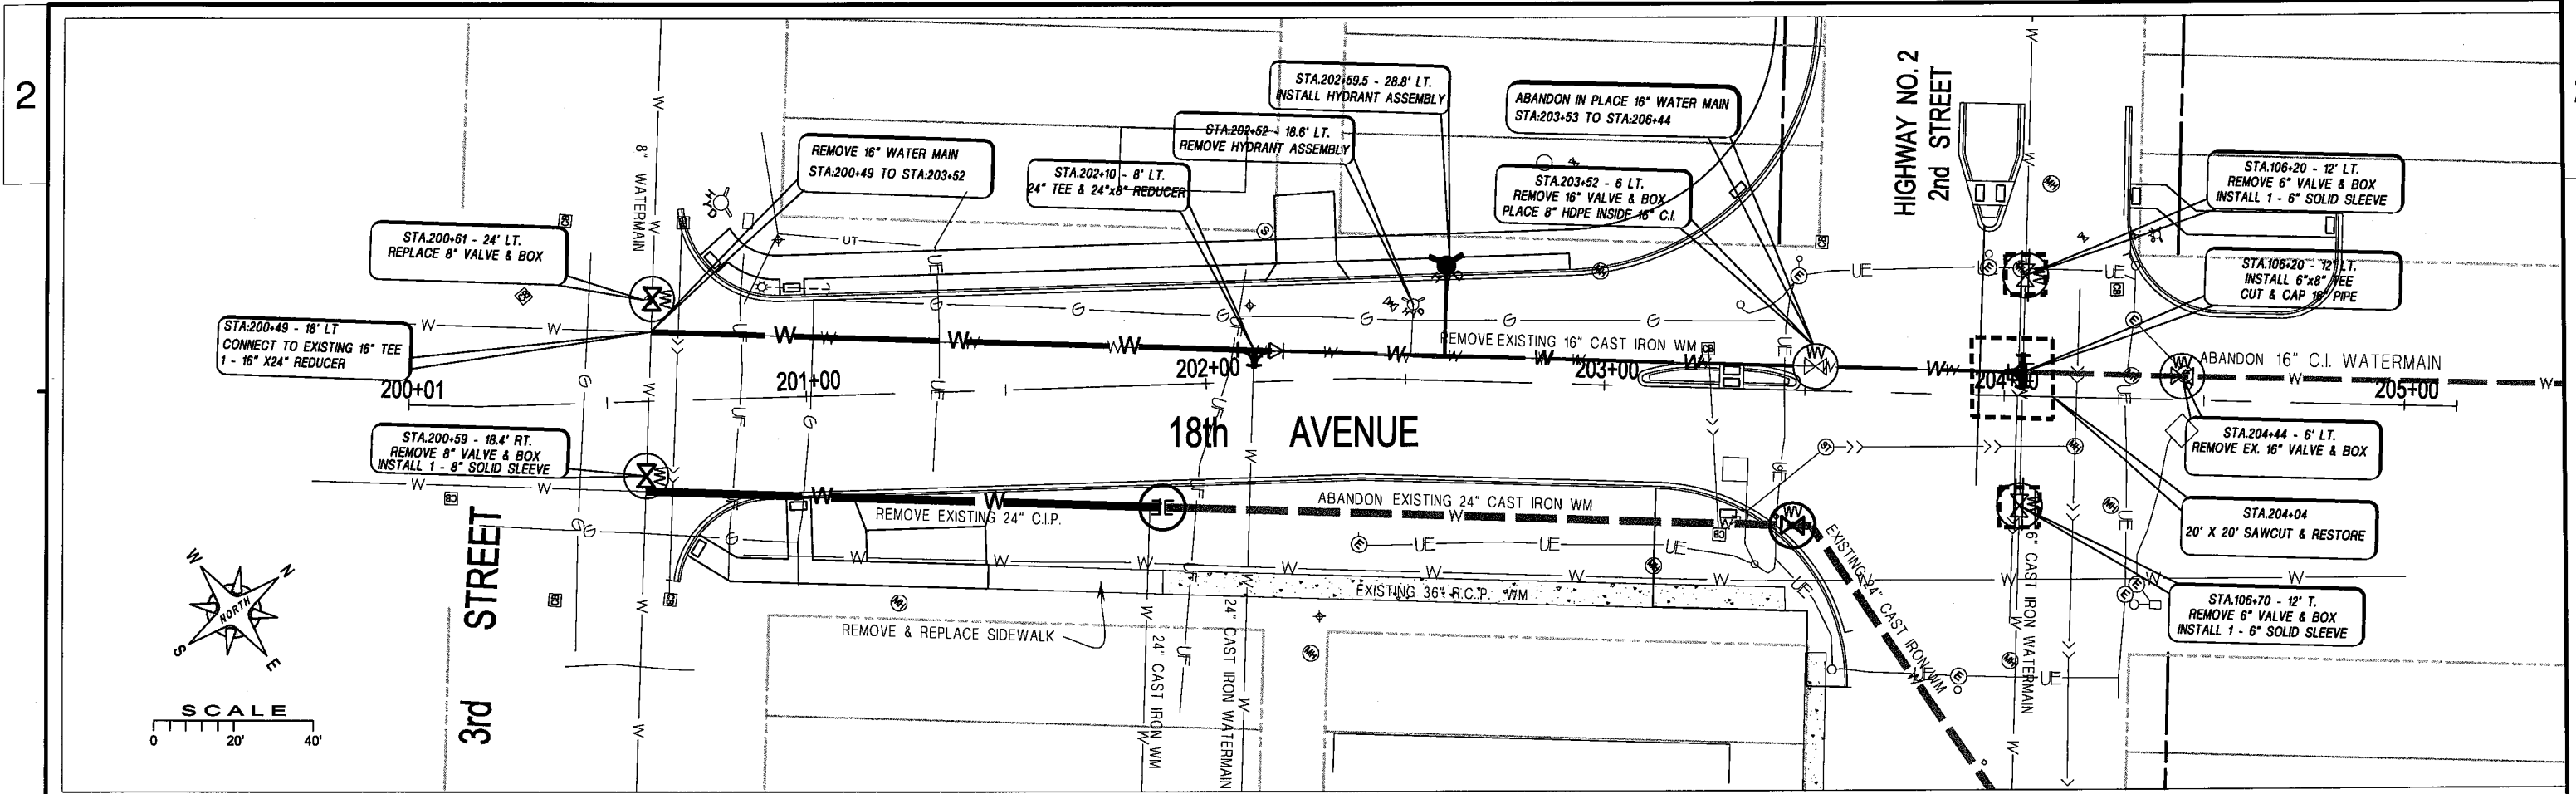 2
STA.202+59.5 - 28.8' LT.
INSTALL HYDRANT ASSEMBLY
ABANDON IN PLACE 16" WATER MAIN
STA:203+53 TO STA:206+44
HIGHWAY NO. 2
2nd STREET
STA.202+52 - 18.6' LT.
REMOVE HYDRANT ASSEMBLY
REMOVE 16" WATER MAIN
STA:200+49 TO STA:203+52
8" WATERMAIN
STA.202+10 - 8' LT.
24" TEE & 24"x8" REDUCER
STA.203+52 - 6 LT.
REMOVE 16" VALVE & BOX
PLACE 8" HDPE INSIDE 16" C.I.
STA.106+20 - 12' LT.
REMOVE 6" VALVE & BOX
INSTALL 1 - 6" SOLID SLEEVE
STA.200+61 - 24' LT.
REPLACE 8" VALVE & BOX
HYD
UT
STA.106+20 - 12' LT.
INSTALL 6"x8" TEE
CUT & CAP 16" PIPE
STA:200+49 - 18' LT
CONNECT TO EXISTING 16" TEE
1 - 16" X24" REDUCER
REMOVE EXISTING 16" CAST IRON WM
ABANDON 16" C.I. WATERMAIN
200+01
201+00
202+00
203+00
204+00
205+00
18th AVENUE
STA.200+59 - 18.4' RT.
REMOVE 8" VALVE & BOX
INSTALL 1 - 8" SOLID SLEEVE
STA.204+44 - 6' LT.
REMOVE EX. 16" VALVE & BOX
REMOVE EXISTING 24" C.I.P.
ABANDON EXISTING 24" CAST IRON WM
EXISTING 24" CAST IRON WM
STA.204+04
20' X 20' SAWCUT & RESTORE
EXISTING 36" R.C.P. WM
6" CAST IRON WATERMAIN
STA.106+70 - 12' T.
REMOVE 6" VALVE & BOX
INSTALL 1 - 6" SOLID SLEEVE
3rd STREET
REMOVE & REPLACE SIDEWALK
24" CAST IRON WM
24" CAST IRON WATERMAIN
W
N
NORTH
S
E
SCALE
0 20' 40'